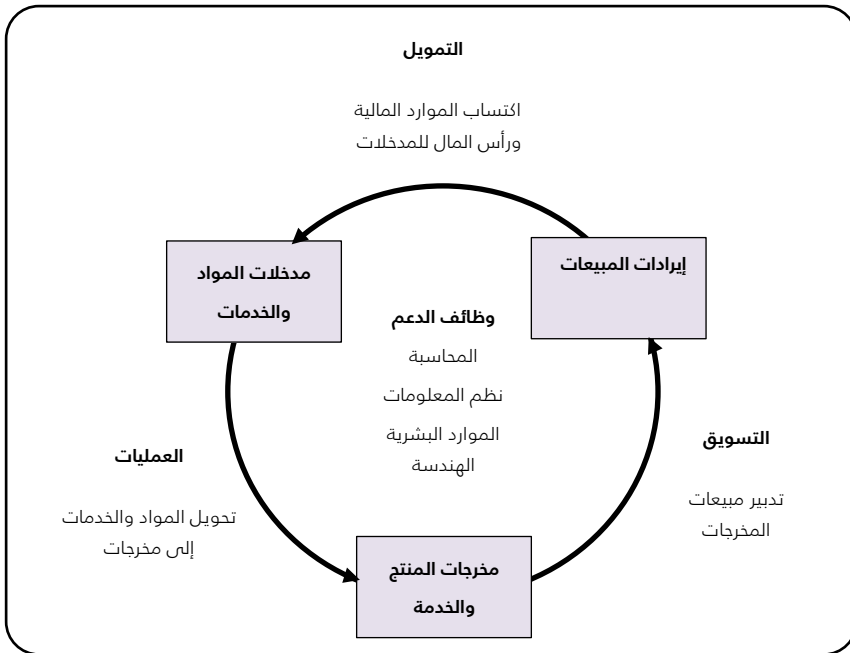 التمويل
اكتساب الموارد المالية
ورأس المال للمدخلات
إيرادات المبيعات
مدخلات المواد
والخدمات
وظائف الدعم
المحاسبة
نظم المعلومات
الموارد البشرية
الهندسة
التسويق
تدبير مبيعات
المخرجات
العمليات
تحويل المواد والخدمات
إلى مخرجات
مخرجات المنتج
والخدمة